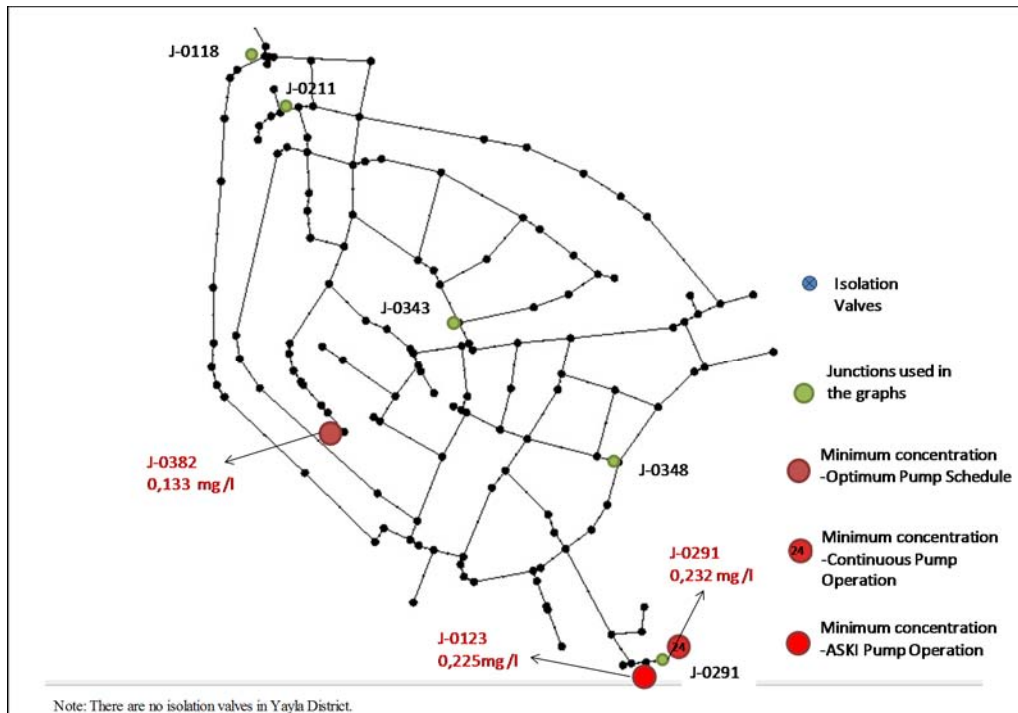 J-0118
J-0211
J-0343
J-0382
0,133 mg/l
J-0348
J-0291
0,232 mg/l
J-0123
0,225mg/l
24
J-0291
Isolation
Valves
Junctions used in
the graphs
Minimum concentration
-Optimum Pump Schedule
24
Minimum concentration
-Continuous Pump
Operation
Minimum concentration
-ASKI Pump Operation
Note: There are no isolation valves in Yayla District.